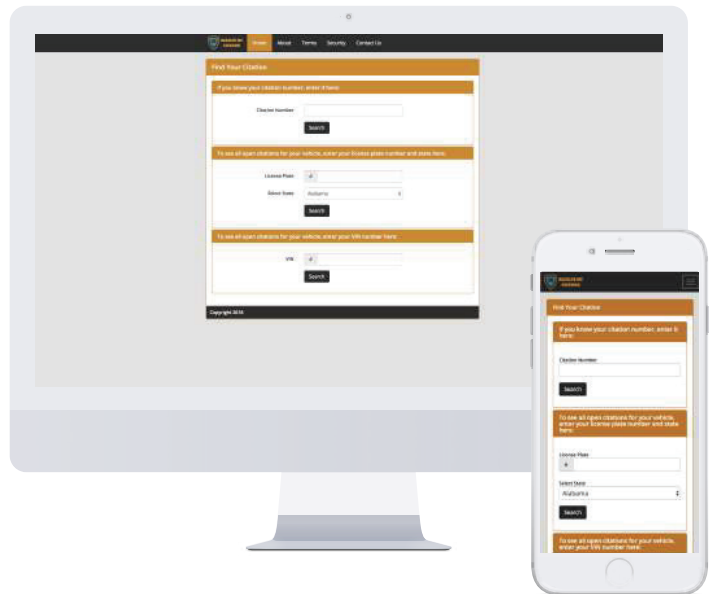 Home About Terms Security Contact Us
Find Your Citation
If you know your citation number, enter it here:
Citation Number
Search
To see all open citations for your vehicle, enter your license plate number and state here:
License Plate
#
Select State
Alabama
Search
To see all open citations for your vehicle, enter your VIN number here:
VIN
#
Search
Copyright 2018
Find Your Citation
If you know your citation number, enter it
here:
Citation Number
Search
To see all open citations for your vehicle,
enter your license plate number and state
here:
License Plate
#
Select State
Alabama
Search
To see all open citations for your vehicle,
enter your VIN number here: